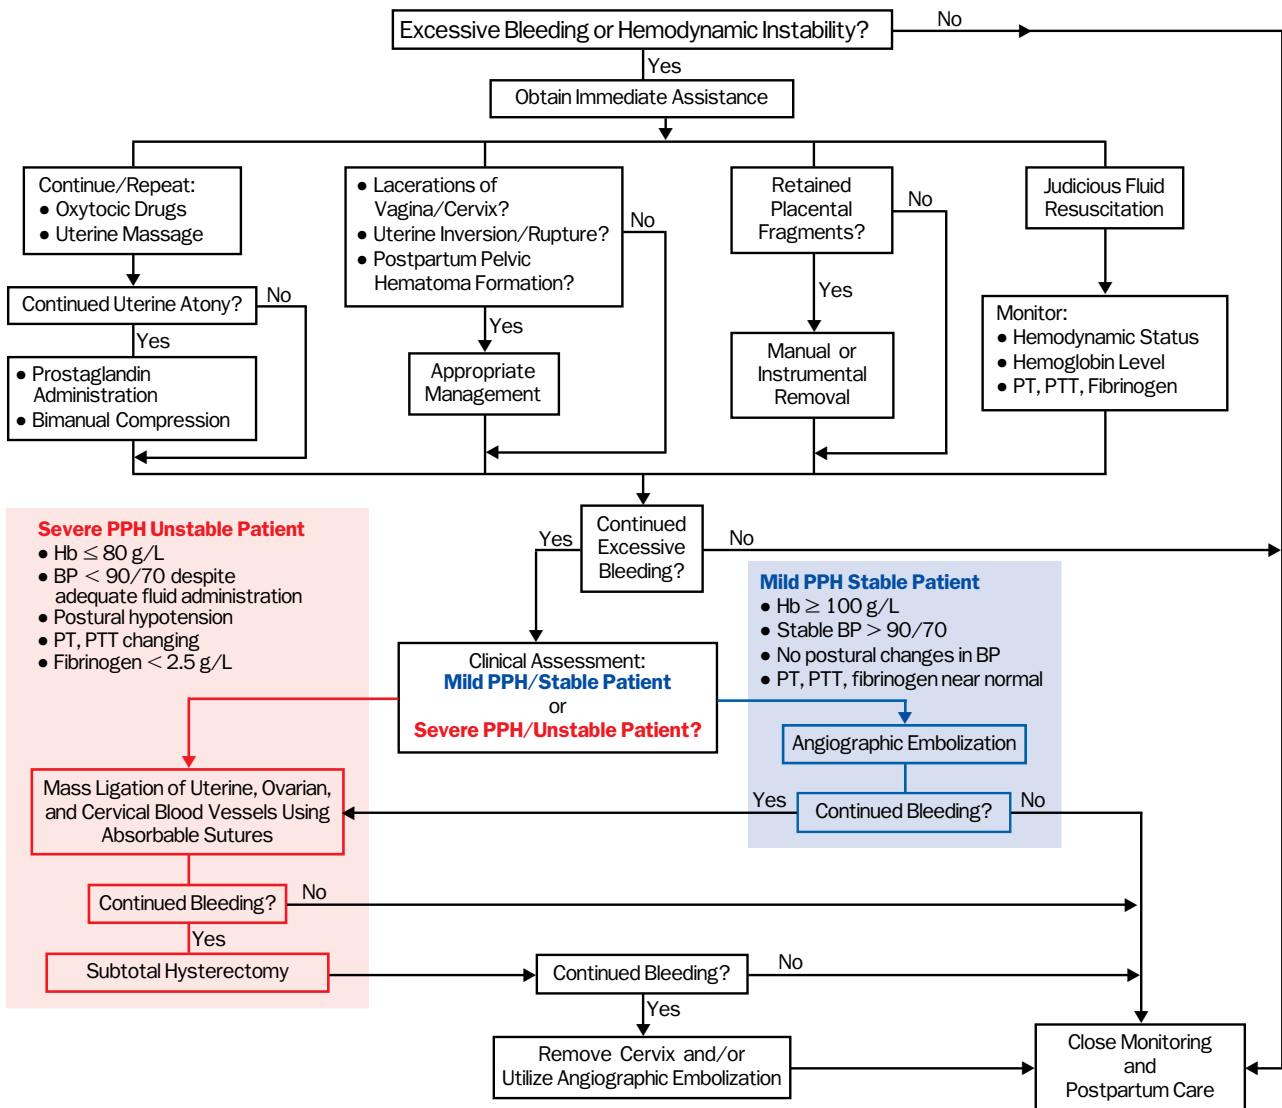 Excessive Bleeding or Hemodynamic Instability?
No
Yes
Obtain Immediate Assistance
Continue/Repeat:
● Oxytocic Drugs
● Uterine Massage
Continued Uterine Atony?
No
Yes
● Prostaglandin
Administration
● Bimanual Compression
● Lacerations of
Vagina/Cervix?
● Uterine Inversion/Rupture?
● Postpartum Pelvic
Hematoma Formation?
No
Yes
Appropriate
Management
Retained
Placental
Fragments?
No
Yes
Manual or
Instrumental
Removal
Judicious Fluid
Resuscitation
Monitor:
● Hemodynamic Status
● Hemoglobin Level
● PT, PTT, Fibrinogen
Continued
Excessive
Bleeding?
Yes
No
Severe PPH Unstable Patient
● Hb ≤ 80 g/L
● BP < 90/70 despite
adequate fluid administration
● Postural hypotension
● PT, PTT changing
● Fibrinogen < 2.5 g/L
Mild PPH Stable Patient
● Hb ≥ 100 g/L
● Stable BP > 90/70
● No postural changes in BP
● PT, PTT, fibrinogen near normal
Clinical Assessment:
Mild PPH/Stable Patient
or
Severe PPH/Unstable Patient?
Angiographic Embolization
Continued Bleeding?
Yes
No
Mass Ligation of Uterine, Ovarian,
and Cervical Blood Vessels Using
Absorbable Sutures
Continued Bleeding?
No
Yes
Subtotal Hysterectomy
Continued Bleeding?
No
Yes
Remove Cervix and/or
Utilize Angiographic Embolization
Close Monitoring
and
Postpartum Care